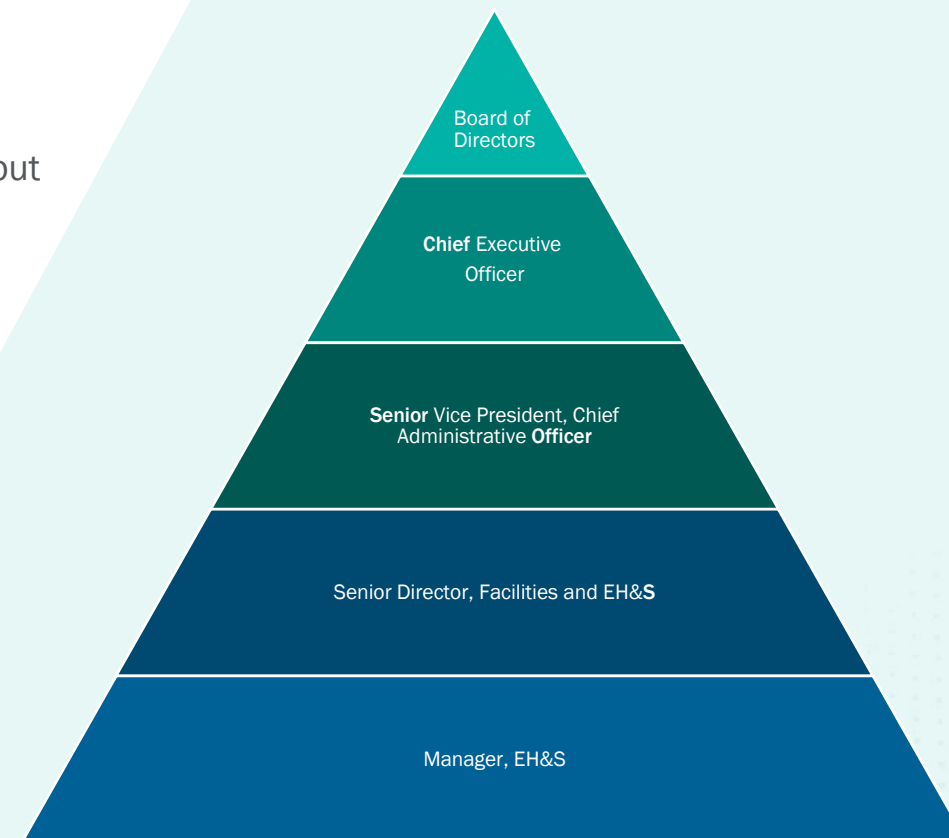 Board of
Directors
out
Chief Executive
Officer
Senior Vice President, Chief
Administrative Officer
Senior Director, Facilities and EH&S
Manager, EH&S